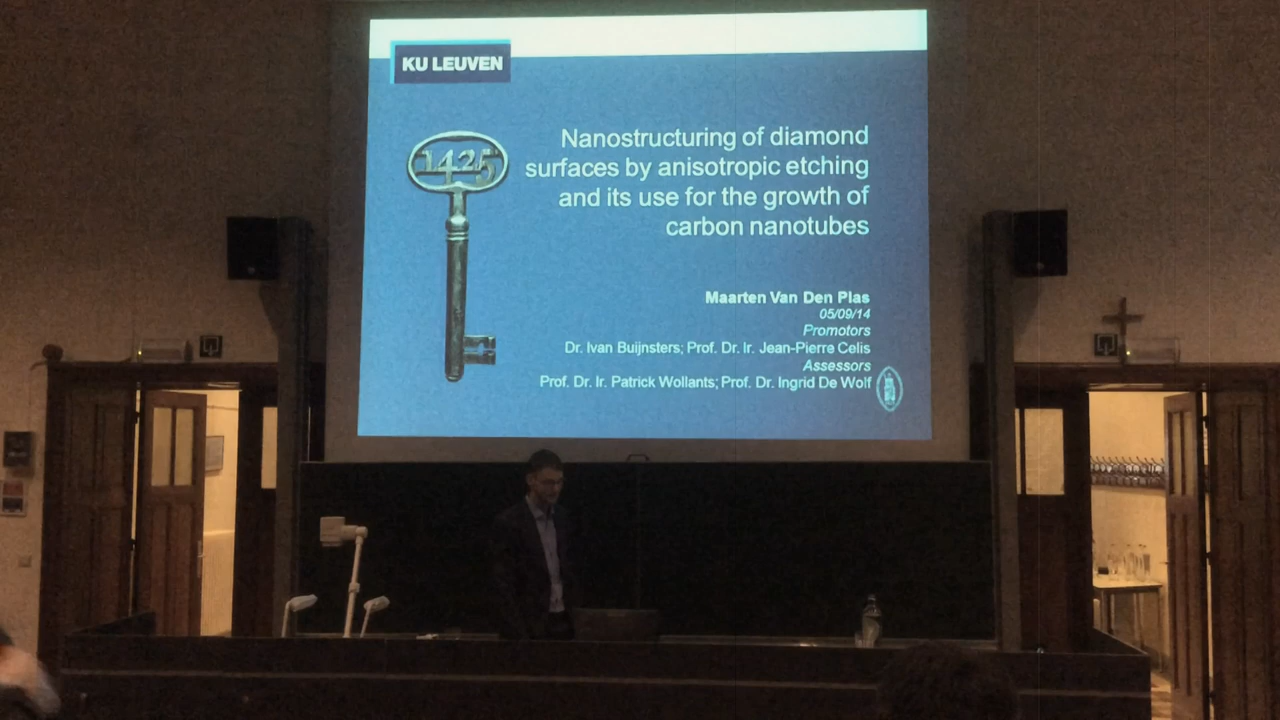 KU LEUVEN
1425
Nanostructuring of diamond
surfaces by anisotropic etching
and its use for the growth of
carbon nanotubes
Maarten Van Den Plas
05/09/14
Promotors
Dr. Ivan Buijnsters; Prof. Dr. Ir. Jean-Pierre Celis
Assessors
Prof. Dr. Ir. Patrick Wollants; Prof. Dr. Ingrid De Wolf